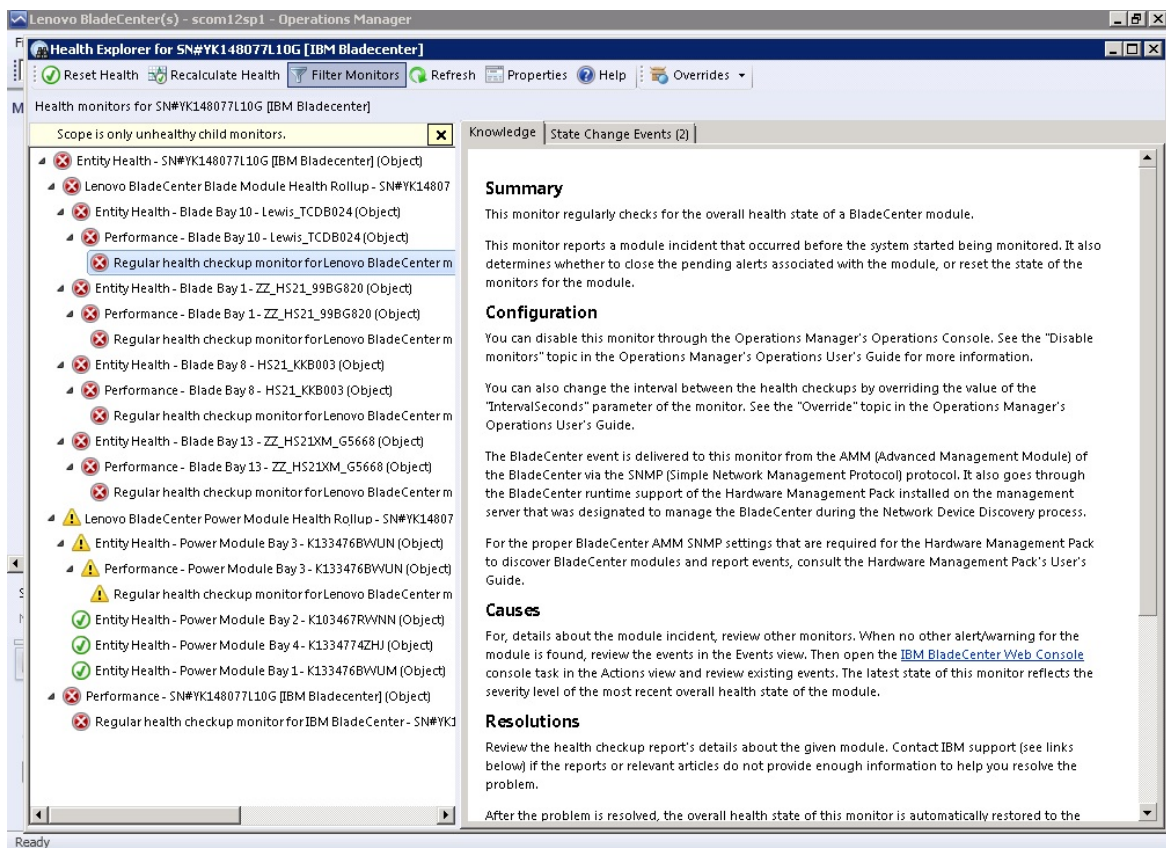 Lenovo BladeCenter(s) - scom12sp1 - Operations Manager
Health Explorer for SN#YK148077L10G [IBM Bladecenter]
Reset Health Recalculate Health Filter Monitors Refresh Properties Help Overrides
Health monitors for SN#YK148077L10G [IBM Bladecenter]
Scope is only unhealthy child monitors.
Entity Health - SN#YK148077L10G [IBM Bladecenter] (Object)
Lenovo BladeCenter Blade Module Health Rollup - SN#YK14807
Entity Health - Blade Bay 10 - Lewis_TCDB024 (Object)
Performance - Blade Bay 10 - Lewis_TCDB024 (Object)
Regular health checkup monitor for Lenovo BladeCenter m
Entity Health - Blade Bay 1 - ZZ_HS21_99BG820 (Object)
Performance - Blade Bay 1 - ZZ_HS21_99BG820 (Object)
Regular health checkup monitor for Lenovo BladeCenter m
Entity Health - Blade Bay 8 - HS21_KKB003 (Object)
Performance - Blade Bay 8 - HS21_KKB003 (Object)
Regular health checkup monitor for Lenovo BladeCenter m
Entity Health - Blade Bay 13 - ZZ_HS21XM_G5668 (Object)
Performance - Blade Bay 13 - ZZ_HS21XM_G5668 (Object)
Regular health checkup monitor for Lenovo BladeCenter m
Lenovo BladeCenter Power Module Health Rollup - SN#YK14807
Entity Health - Power Module Bay 3 - K133476BWUN (Object)
Performance - Power Module Bay 3 - K133476BWUN (Object)
Regular health checkup monitor for Lenovo BladeCenter m
Entity Health - Power Module Bay 2 - K103467RWNN (Object)
Entity Health - Power Module Bay 4 - K1334774ZHJ (Object)
Entity Health - Power Module Bay 1 - K133476BWUM (Object)
Performance - SN#YK148077L10G [IBM Bladecenter] (Object)
Regular health checkup monitor for IBM BladeCenter - SN#YK1
Knowledge State Change Events (2)
Summary
This monitor regularly checks for the overall health state of a BladeCenter module.
This monitor reports a module incident that occurred before the system started being monitored. It also
determines whether to close the pending alerts associated with the module, or reset the state of the
monitors for the module.
Configuration
You can disable this monitor through the Operations Manager's Operations Console. See the "Disable
monitors" topic in the Operations Manager's Operations User's Guide for more information.
You can also change the interval between the health checkups by overriding the value of the
"IntervalSeconds" parameter of the monitor. See the "Override" topic in the Operations Manager's
Operations User's Guide.
The BladeCenter event is delivered to this monitor from the AMM (Advanced Management Module) of
the BladeCenter via the SNMP (Simple Network Management Protocol) protocol. It also goes through
the BladeCenter runtime support of the Hardware Management Pack installed on the management
server that was designated to manage the BladeCenter during the Network Device Discovery process.
For the proper BladeCenter AMM SNMP settings that are required for the Hardware Management Pack
to discover BladeCenter modules and report events, consult the Hardware Management Pack's User's
Guide.
Causes
For, details about the module incident, review other monitors. When no other alert/warning for the
module is found, review the events in the Events view. Then open the IBM BladeCenter Web Console
console task in the Actions view and review existing events. The latest state of this monitor reflects the
severity level of the most recent overall health state of the module.
Resolutions
Review the health checkup report's details about the given module. Contact IBM support (see links
below) if the reports or relevant articles do not provide enough information to help you resolve the
problem.
After the problem is resolved, the overall health state of this monitor is automatically restored to the
Ready